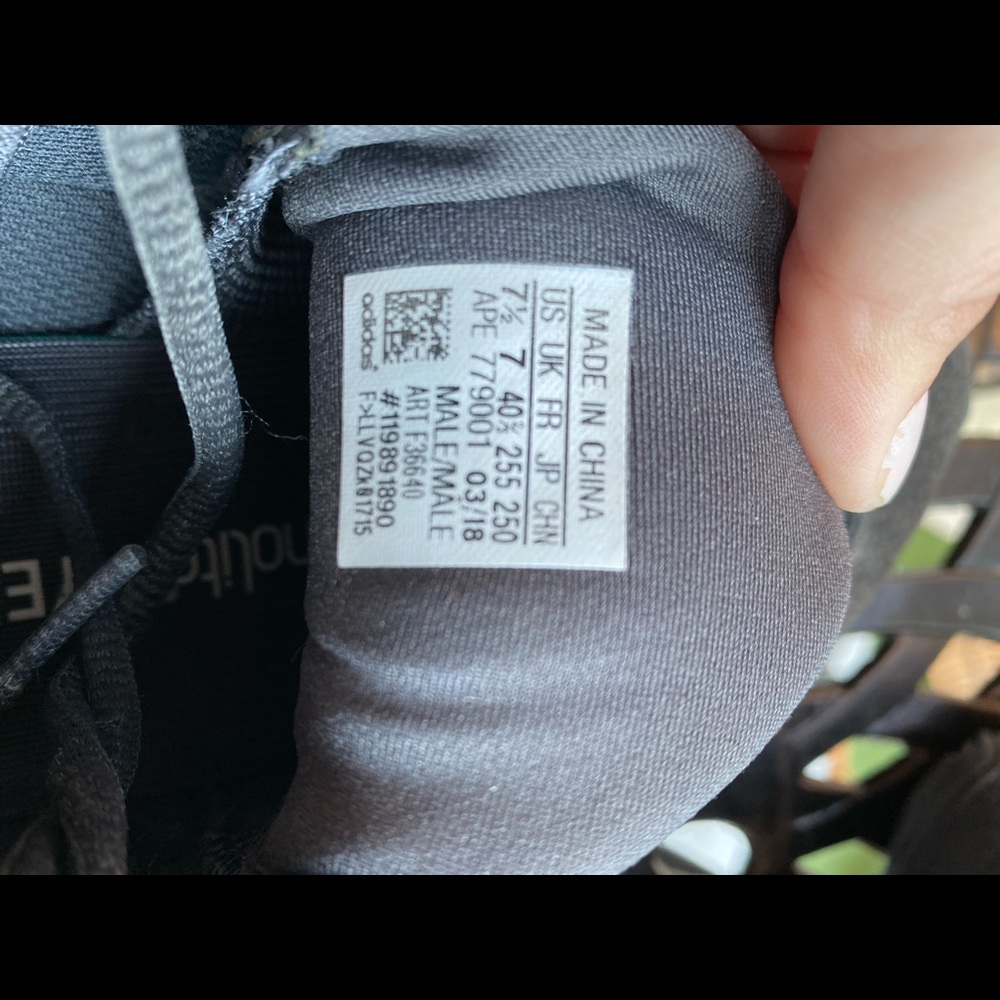 MADE IN CHINA
US UK FR JP CHN
7½ 7 40⅔ 255 250
APE 779001 03/18
MALE/MÂLE
ART F36640
#119891890
adidas®